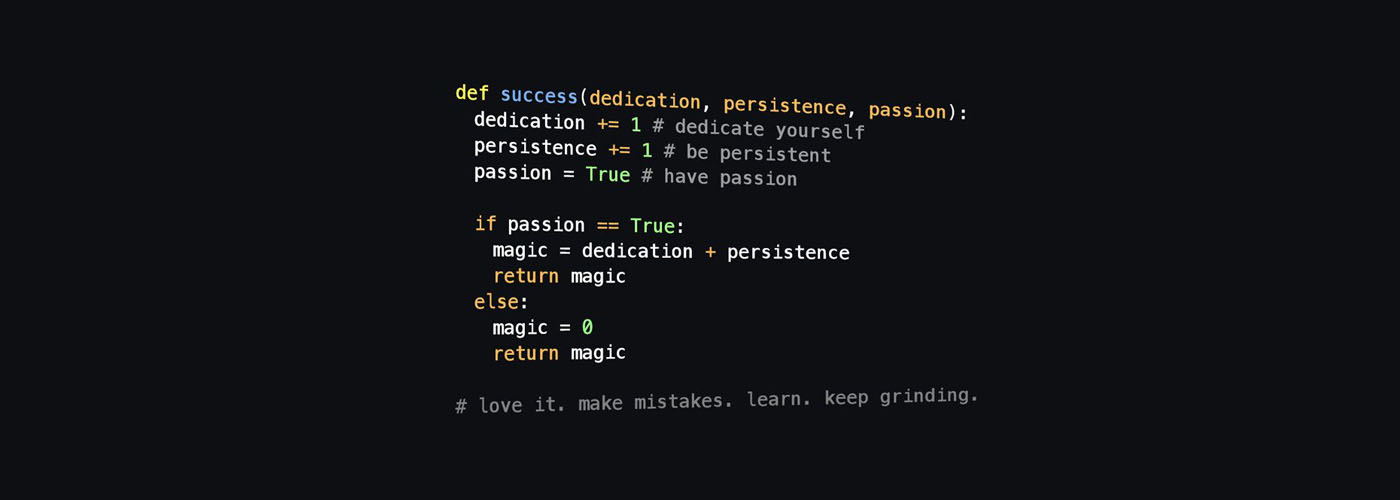 def success(dedication, persistence, passion):
  dedication += 1 # dedicate yourself
  persistence += 1 # be persistent
  passion = True # have passion

  if passion == True:
    magic = dedication + persistence
    return magic
  else:
    magic = 0
    return magic

# love it. make mistakes. learn. keep grinding.